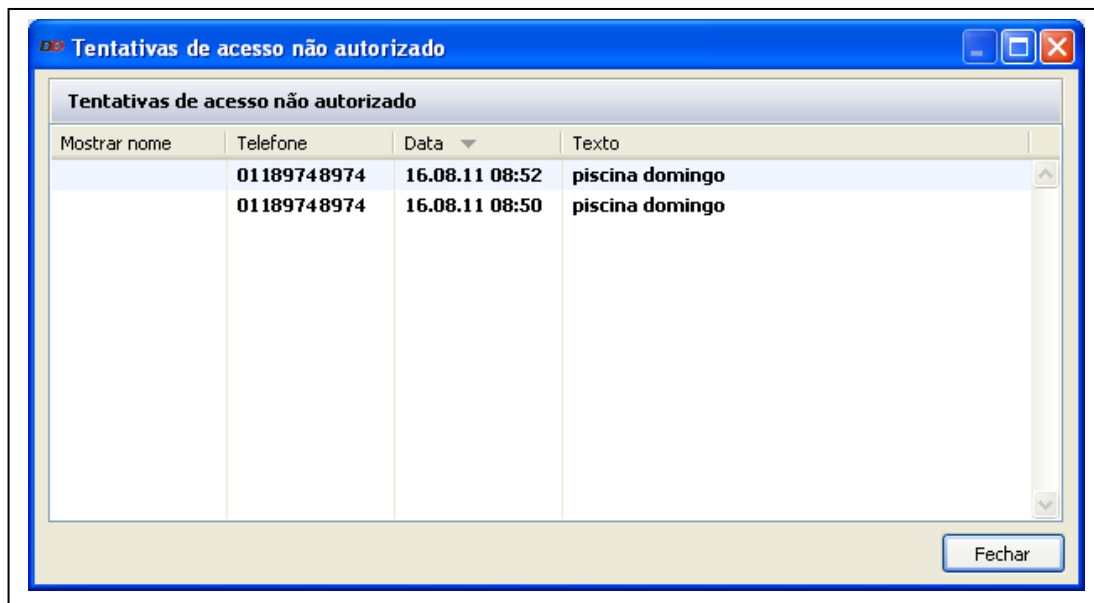 DD Tentativas de acesso não autorizado
Tentativas de acesso não autorizado
Mostrar nome Telefone Data Texto
01189748974 16.08.11 08:52 piscina domingo
01189748974 16.08.11 08:50 piscina domingo
Fechar